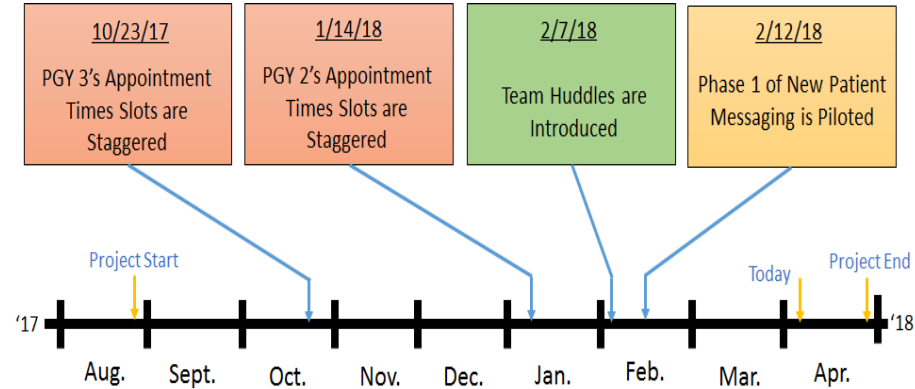 10/23/17
PGY 3’s Appointment
Times Slots are
Staggered
1/14/18
PGY 2’s Appointment
Times Slots are
Staggered
2/7/18
Team Huddles are
Introduced
2/12/18
Phase 1 of New Patient
Messaging is Piloted
Project Start
Today
Project End
‘17
‘18
Aug.
Sept.
Oct.
Nov.
Dec.
Jan.
Feb.
Mar.
Apr.